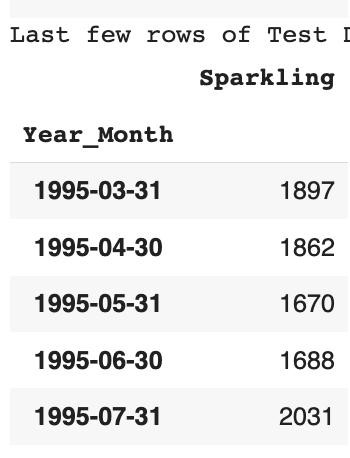 Last few rows of Test
Sparkling
Year_Month
1995-03-31 1897
1995-04-30 1862
1995-05-31 1670
1995-06-30 1688
1995-07-31 2031